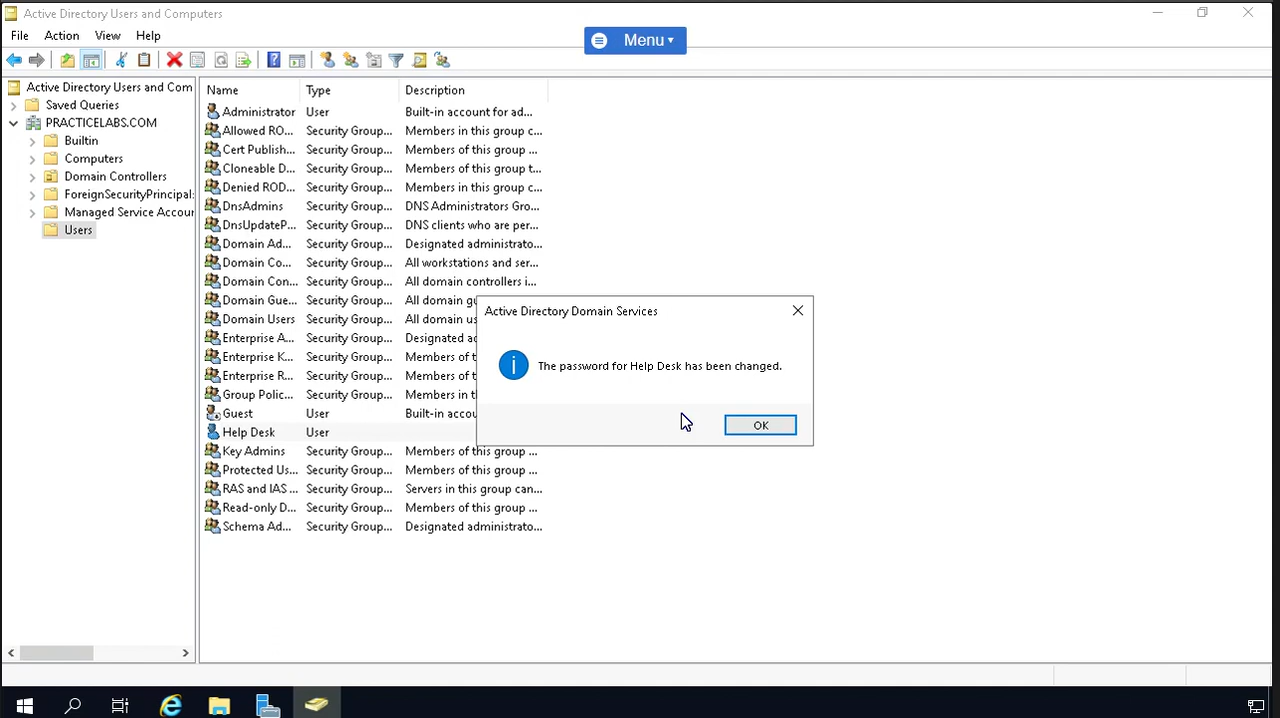 Active Directory Users and Computers
File Action View Help
Menu
Active Directory Users and Com
Saved Queries
PRACTICELABS.COM
Builtin
Computers
Domain Controllers
ForeignSecurityPrincipals
Managed Service Accour
Users
Name Type Description
Administrator User Built-in account for ad...
Allowed RO... Security Group... Members in this group c...
Cert Publish... Security Group... Members of this group ...
Cloneable D... Security Group... Members of this group t...
Denied ROD... Security Group... Members in this group c...
DnsAdmins Security Group... DNS Administrators Gro...
DnsUpdateP... Security Group... DNS clients who are per...
Domain Ad... Security Group... Designated administrato...
Domain Co... Security Group... All workstations and ser...
Domain Con... Security Group... All domain controllers i...
Domain Gue... Security Group... All domain gu
Domain Users Security Group... All domain us
Enterprise A... Security Group... Designated ad
Enterprise K... Security Group... Members of t
Enterprise R... Security Group... Members of t
Group Polic... Security Group... Members in t
Guest User Built-in accou
Help Desk User
Key Admins Security Group... Members of this group ...
Protected Us... Security Group... Members of this group ...
RAS and IAS ... Security Group... Servers in this group can...
Read-only D... Security Group... Members of this group ...
Schema Ad... Security Group... Designated administrato...
Active Directory Domain Services
The password for Help Desk has been changed.
OK